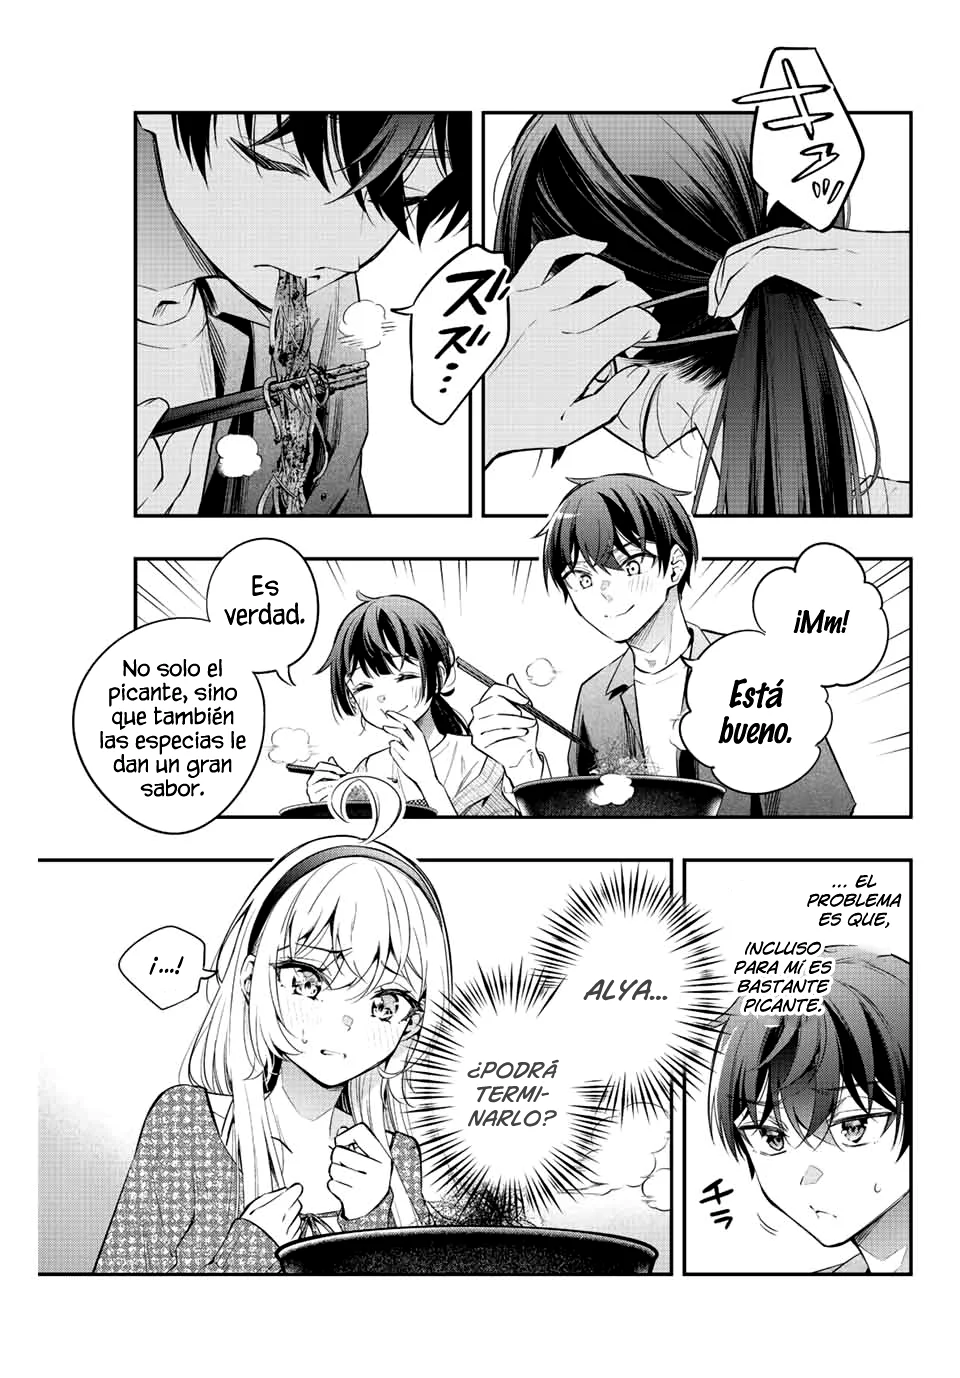 キュッ
ズズ…
¡Mm!
Está
bueno.
Es
verdad.
No solo el
picante, sino
que también
las especias le
dan un gran
sabor.
... EL
PROBLEMA
ES QUE,
INCLUSO
PARA MÍ ES
BASTANTE
PICANTE.
チラ
ALYA...
¿PODRÁ
TERMI-
NARLO?
¡...!